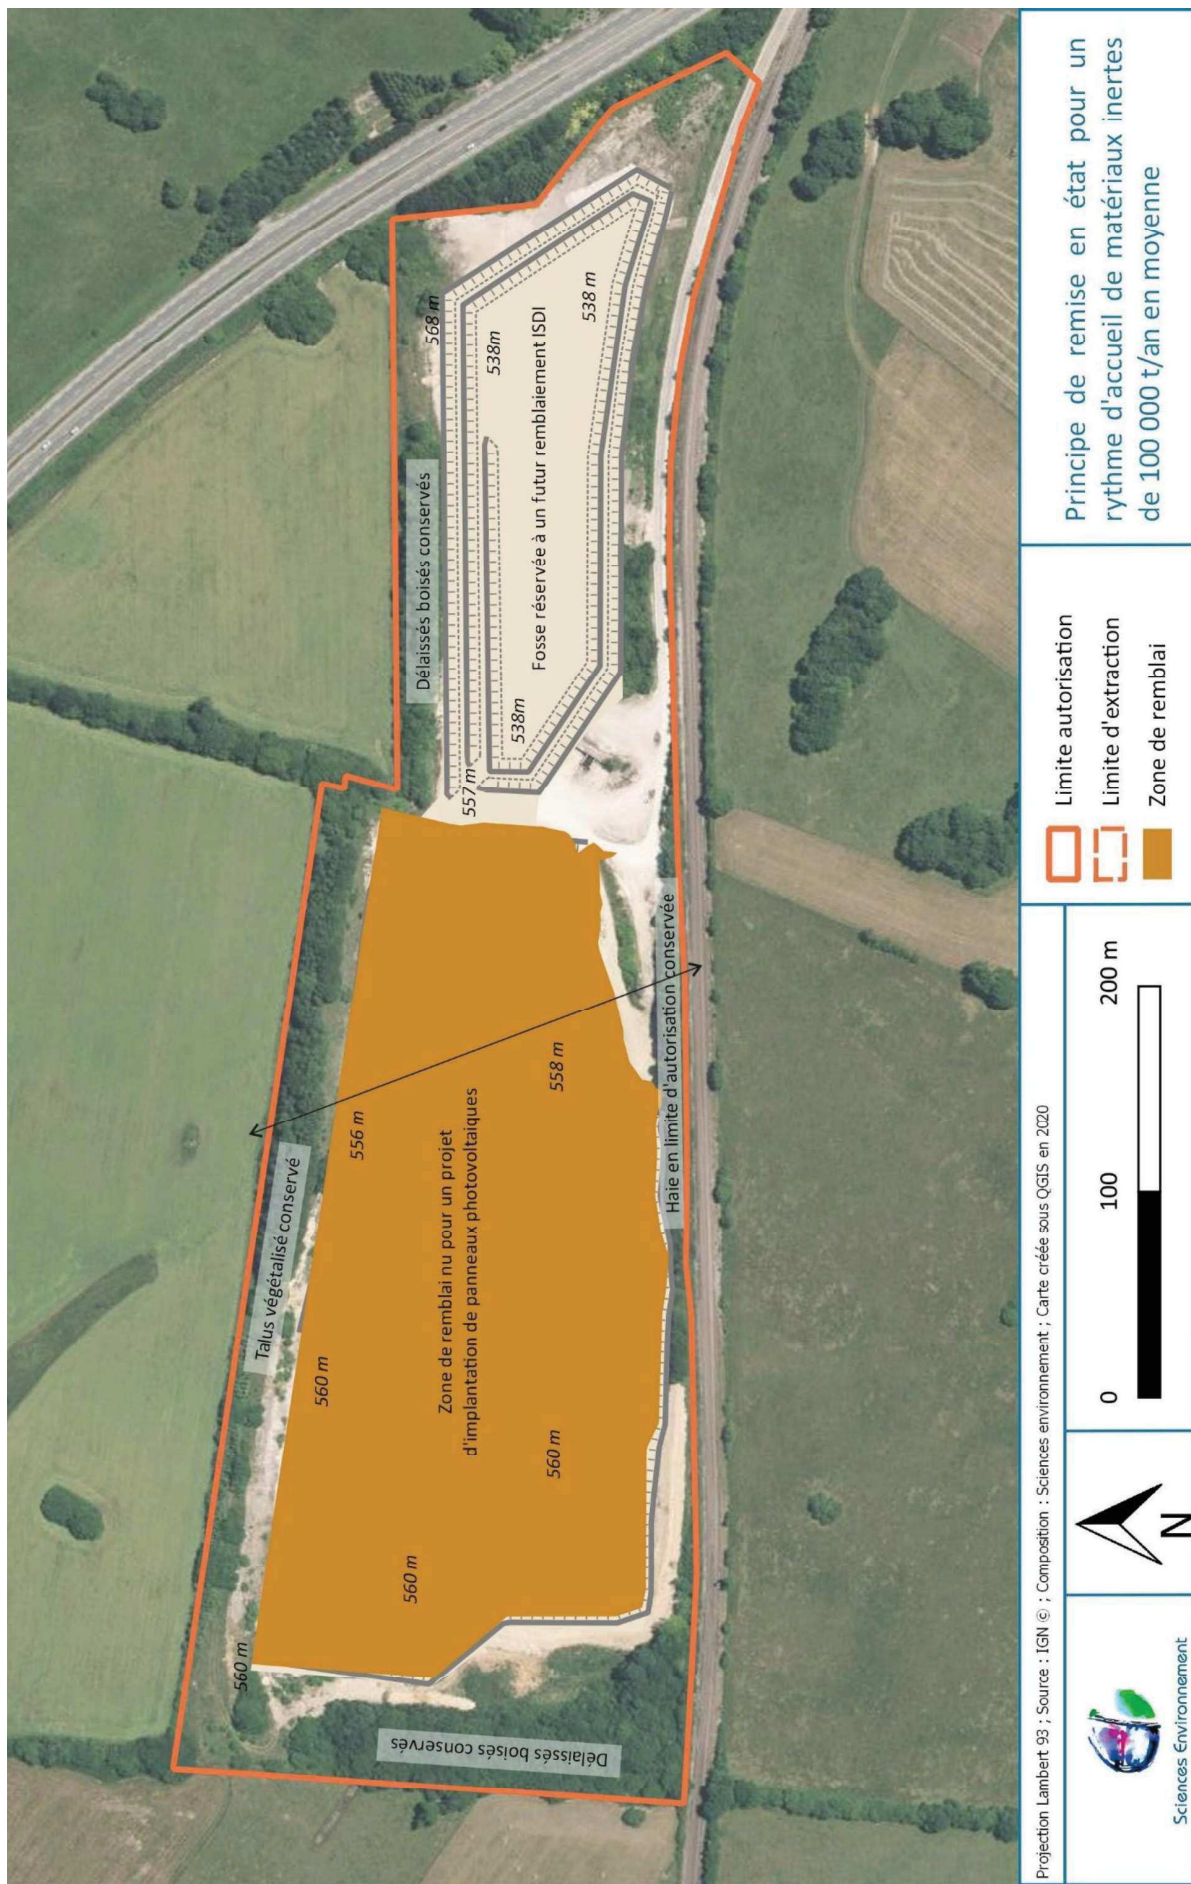 Délaissés boisés conservés
560 m
560 m
560 m
560 m
Talus végétalisé conservé
556 m
558 m
Zone de remblai nu pour un projet
d'implantation de panneaux photovoltaiques
Haie en limite d'autorisation conservée
557 m
538m
538m
538 m
568 m
Délaissés boisés conservés
Fosse réservée à un futur remblaiement ISDI
Projection Lambert 93 ; Source : IGN © ; Composition : Sciences environnement ; Carte créée sous QGIS en 2020
Sciences Environnement
N
0
100
200 m
Limite autorisation
Limite d'extraction
Zone de remblai
Principe de remise en état pour un
rythme d'accueil de matériaux inertes
de 100 000 t/an en moyenne